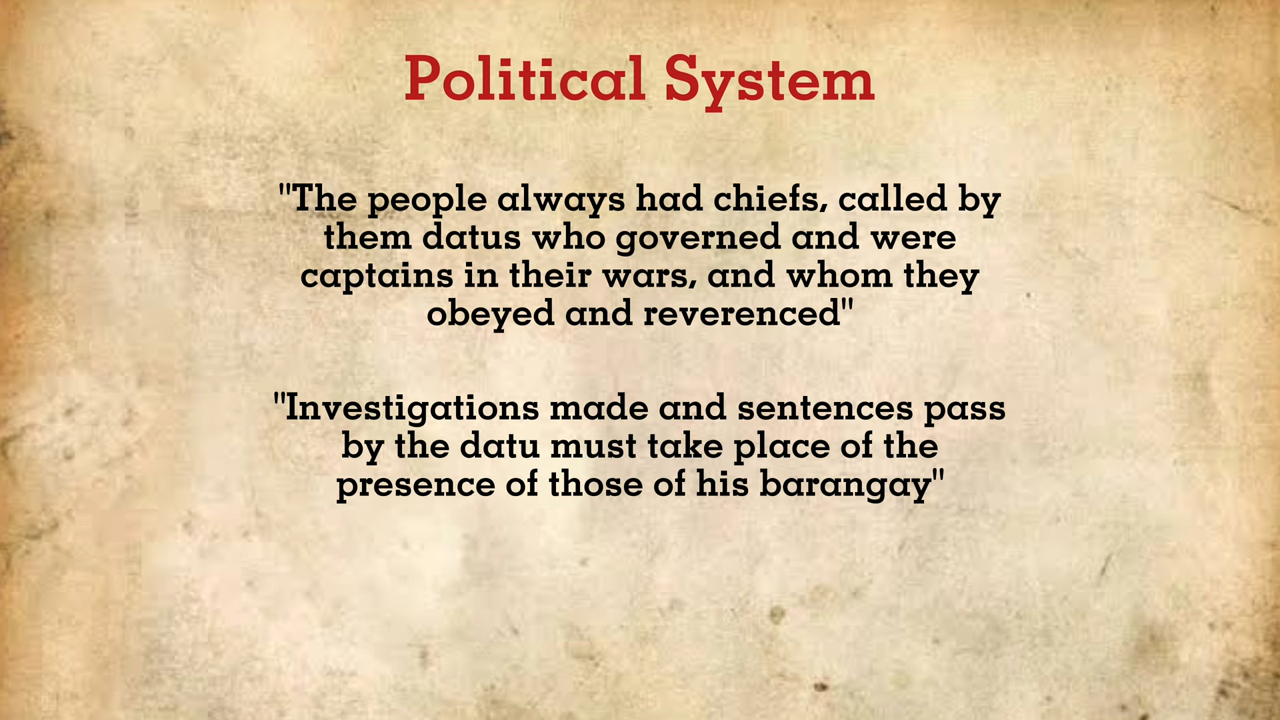 Political System
"The people always had chiefs, called by
them datus who governed and were
captains in their wars, and whom they
obeyed and reverenced"
"Investigations made and sentences pass
by the datu must take place of the
presence of those of his barangay"